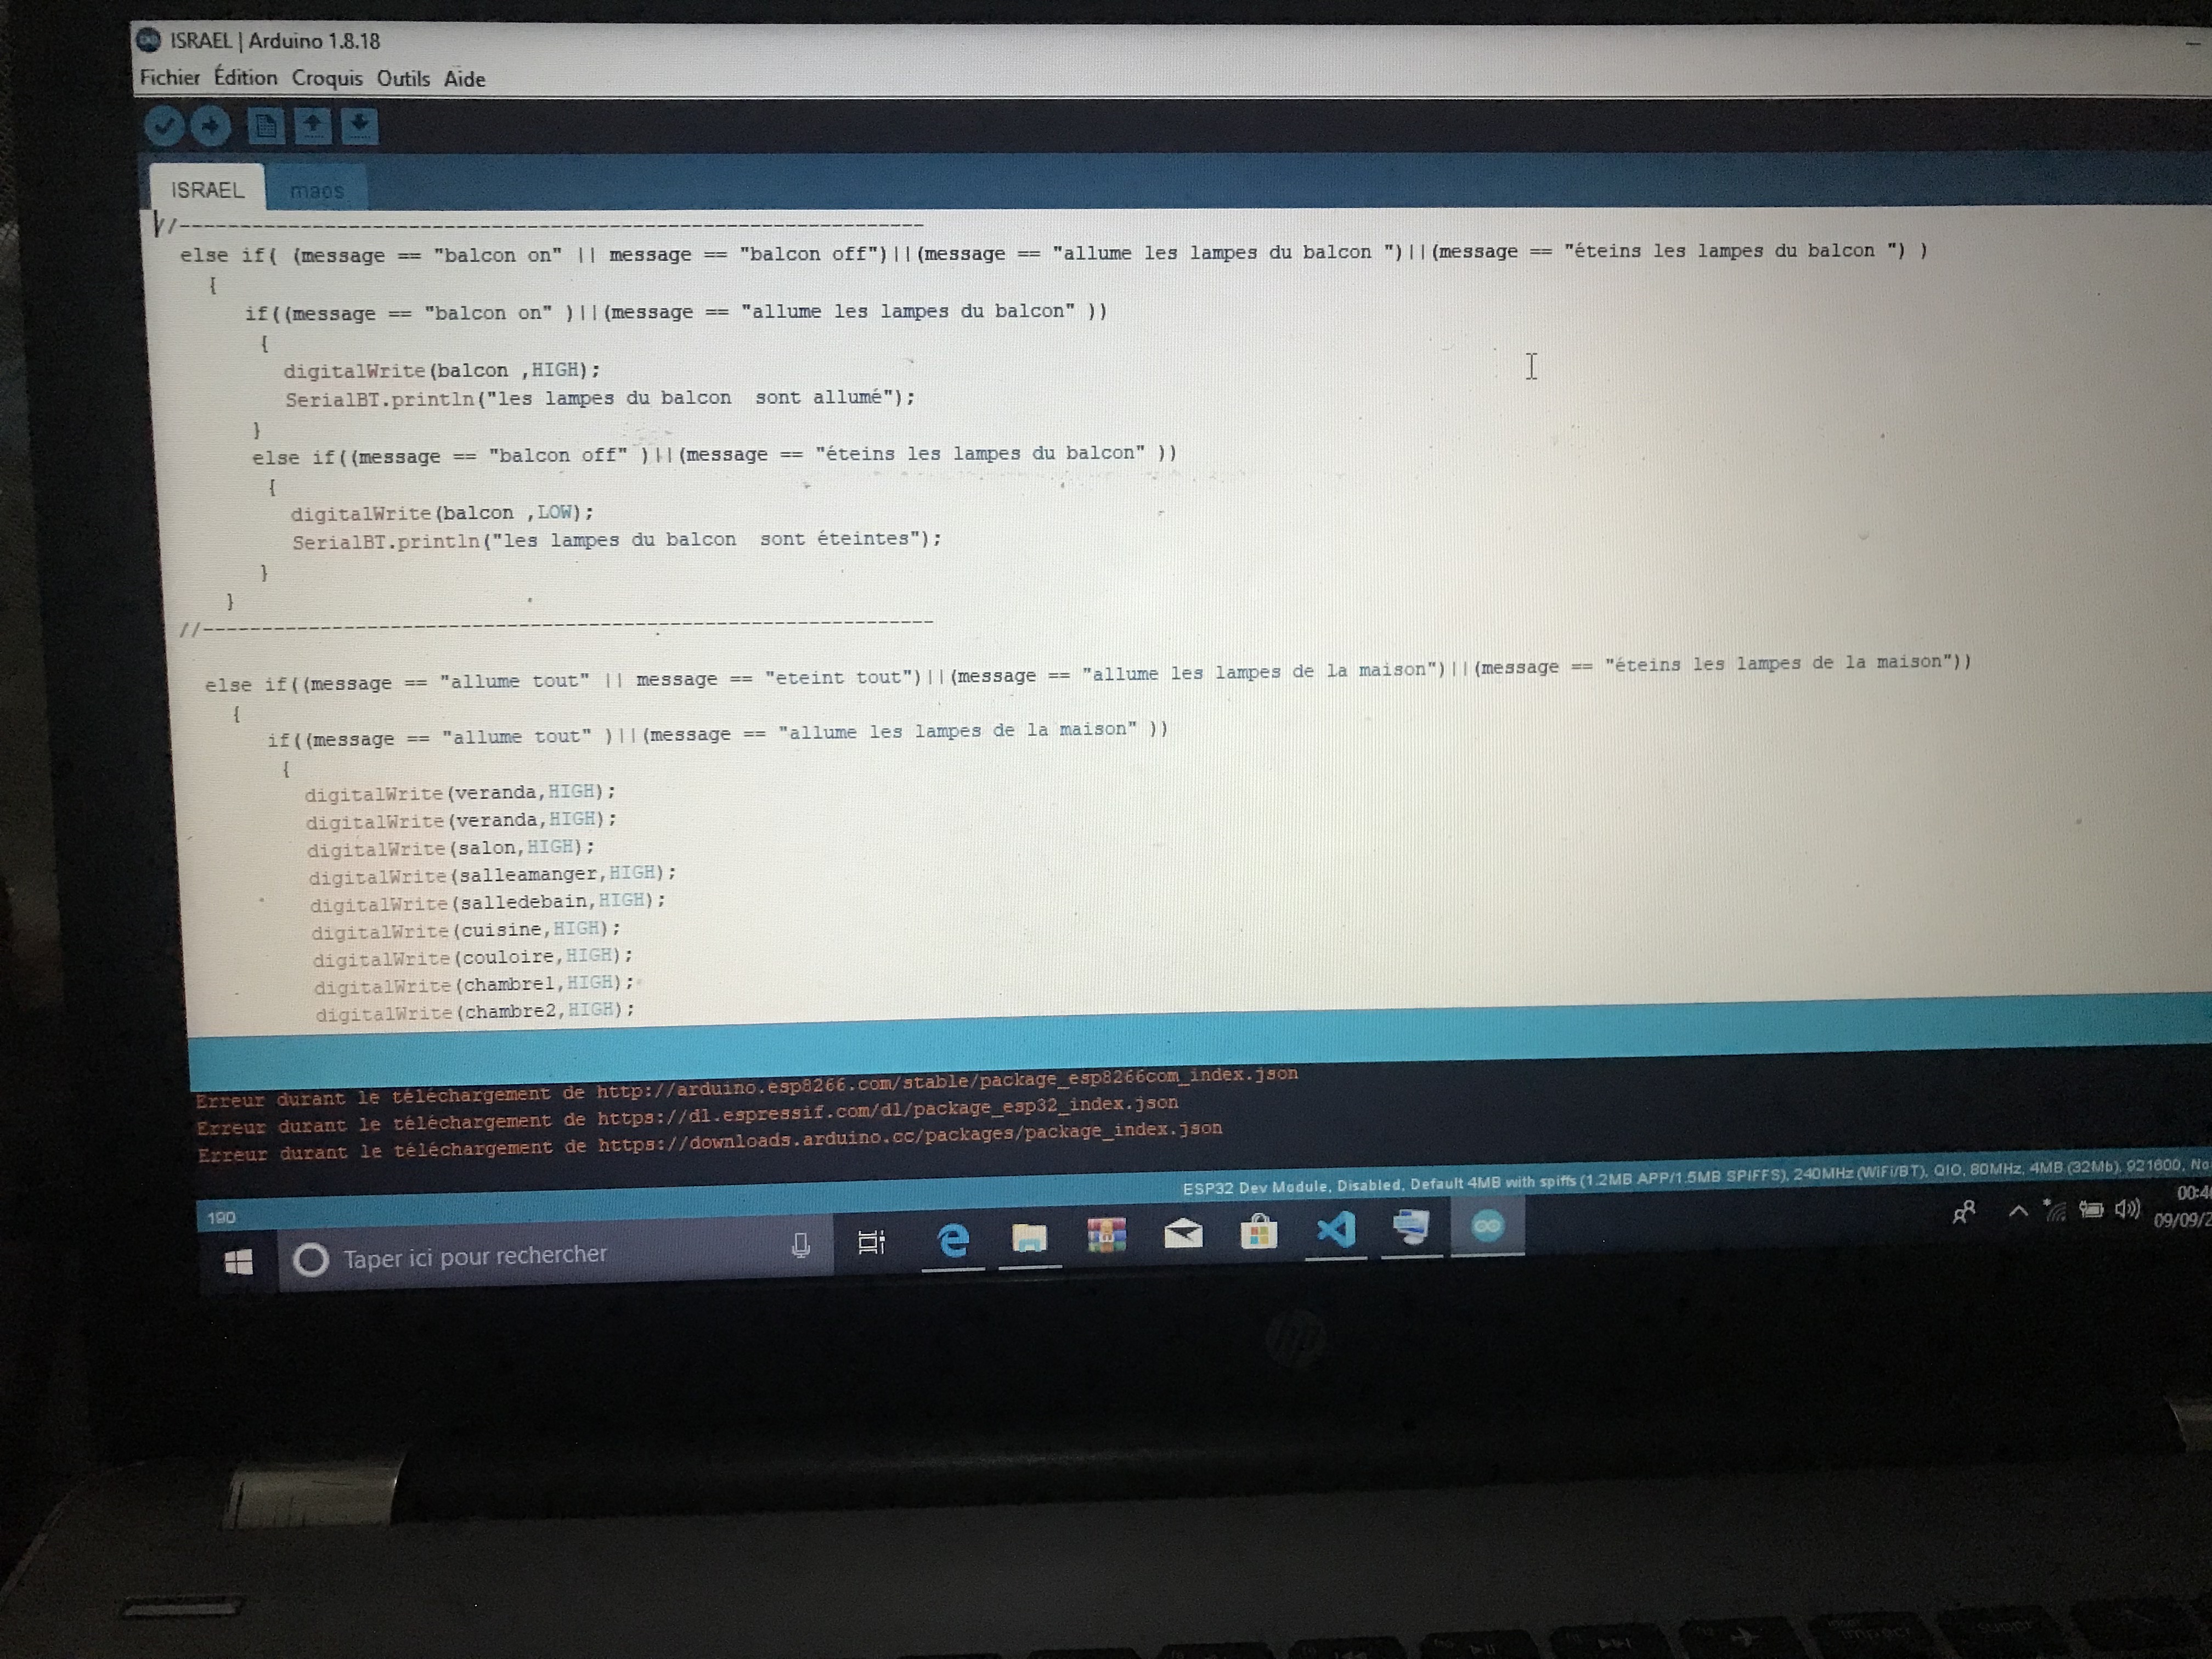 ISRAEL | Arduino 1.8.18
Fichier Édition Croquis Outils Aide
ISRAEL maos
//--------------------------------------------------------------
else if( (message == "balcon on" || message == "balcon off")||(message == "allume les lampes du balcon ")||(message == "éteins les lampes du balcon ") )
{
if((message == "balcon on" )||(message == "allume les lampes du balcon" ))
{
digitalWrite(balcon ,HIGH);
SerialBT.println("les lampes du balcon  sont allumé");
}
else if((message == "balcon off" )||(message == "éteins les lampes du balcon" ))
{
digitalWrite(balcon ,LOW);
SerialBT.println("les lampes du balcon  sont éteintes");
}
}
//--------------------------------------------------------------
else if((message == "allume tout" || message == "eteint tout")||(message == "allume les lampes de la maison")||(message == "éteins les lampes de la maison"))
{
if((message == "allume tout" )||(message == "allume les lampes de la maison" ))
{
digitalWrite(veranda,HIGH);
digitalWrite(veranda,HIGH);
digitalWrite(salon,HIGH);
digitalWrite(salleamanger,HIGH);
digitalWrite(salledebain,HIGH);
digitalWrite(cuisine,HIGH);
digitalWrite(couloire,HIGH);
digitalWrite(chambre1,HIGH);
digitalWrite(chambre2,HIGH);
Erreur durant le téléchargement de http://arduino.esp8266.com/stable/package_esp8266com_index.json
Erreur durant le téléchargement de https://dl.espressif.com/dl/package_esp32_index.json
Erreur durant le téléchargement de https://downloads.arduino.cc/packages/package_index.json
190 ESP32 Dev Module, Disabled, Default 4MB with spiffs (1.2MB APP/1.5MB SPIFFS), 240MHz (WiFi/BT), QIO, 80MHz, 4MB (32Mb), 921600, No
Taper ici pour rechercher
00:4
09/09/2
hp